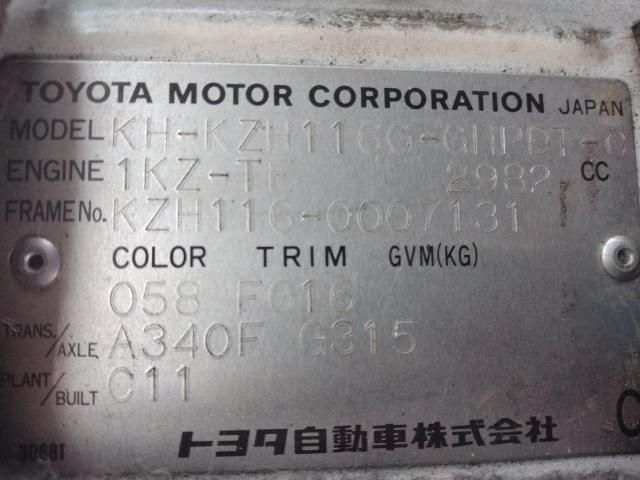 TOYOTA MOTOR CORPORATION JAPAN
MODEL KH-KZH116G-GHPDT-C
ENGINE 1KZ-TE 2982 CC
FRAME No. KZH116-0007131
COLOR TRIM GVM(KG)
058 FG16
TRANS./AXLE A340F G315
PLANT/BUILT C11
トヨタ自動車株式会社
30881